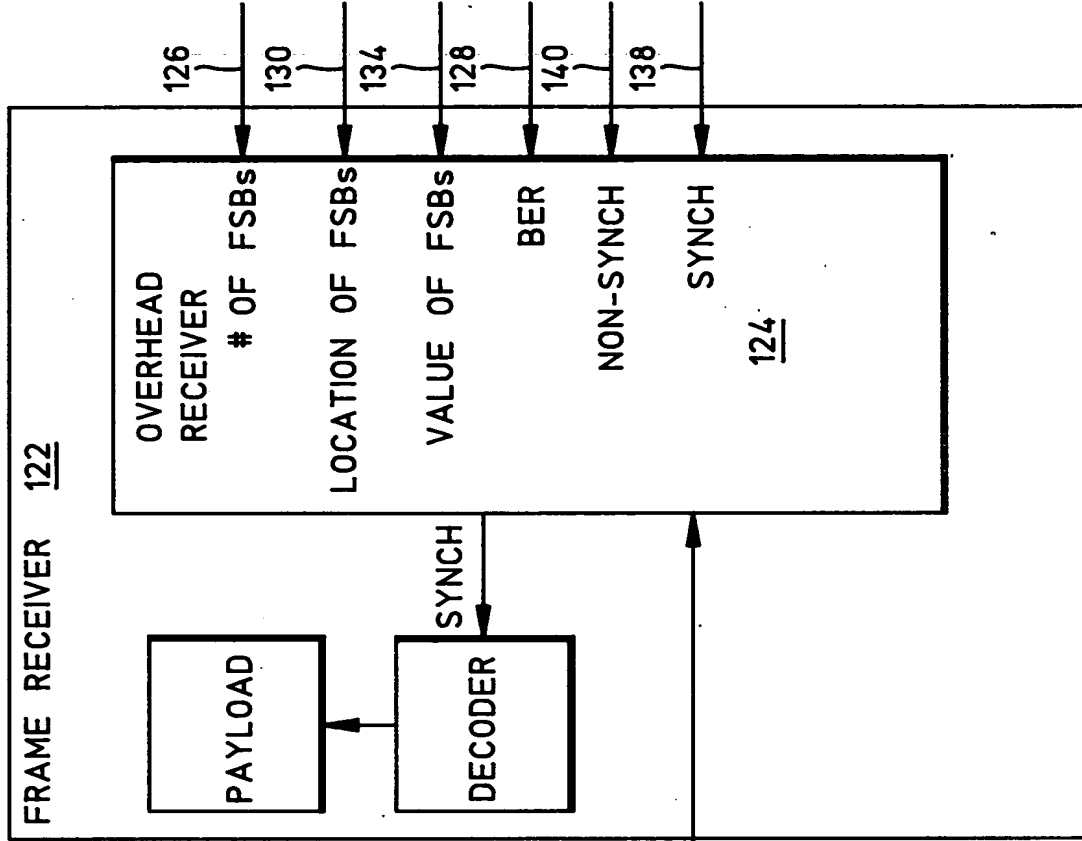 FRAME RECEIVER 122
OVERHEAD
RECEIVER
# OF FSBs
LOCATION OF FSBs
VALUE OF FSBs
BER
NON-SYNCH
SYNCH
124
126
130
134
128
140
138
SYNCH
PAYLOAD
DECODER